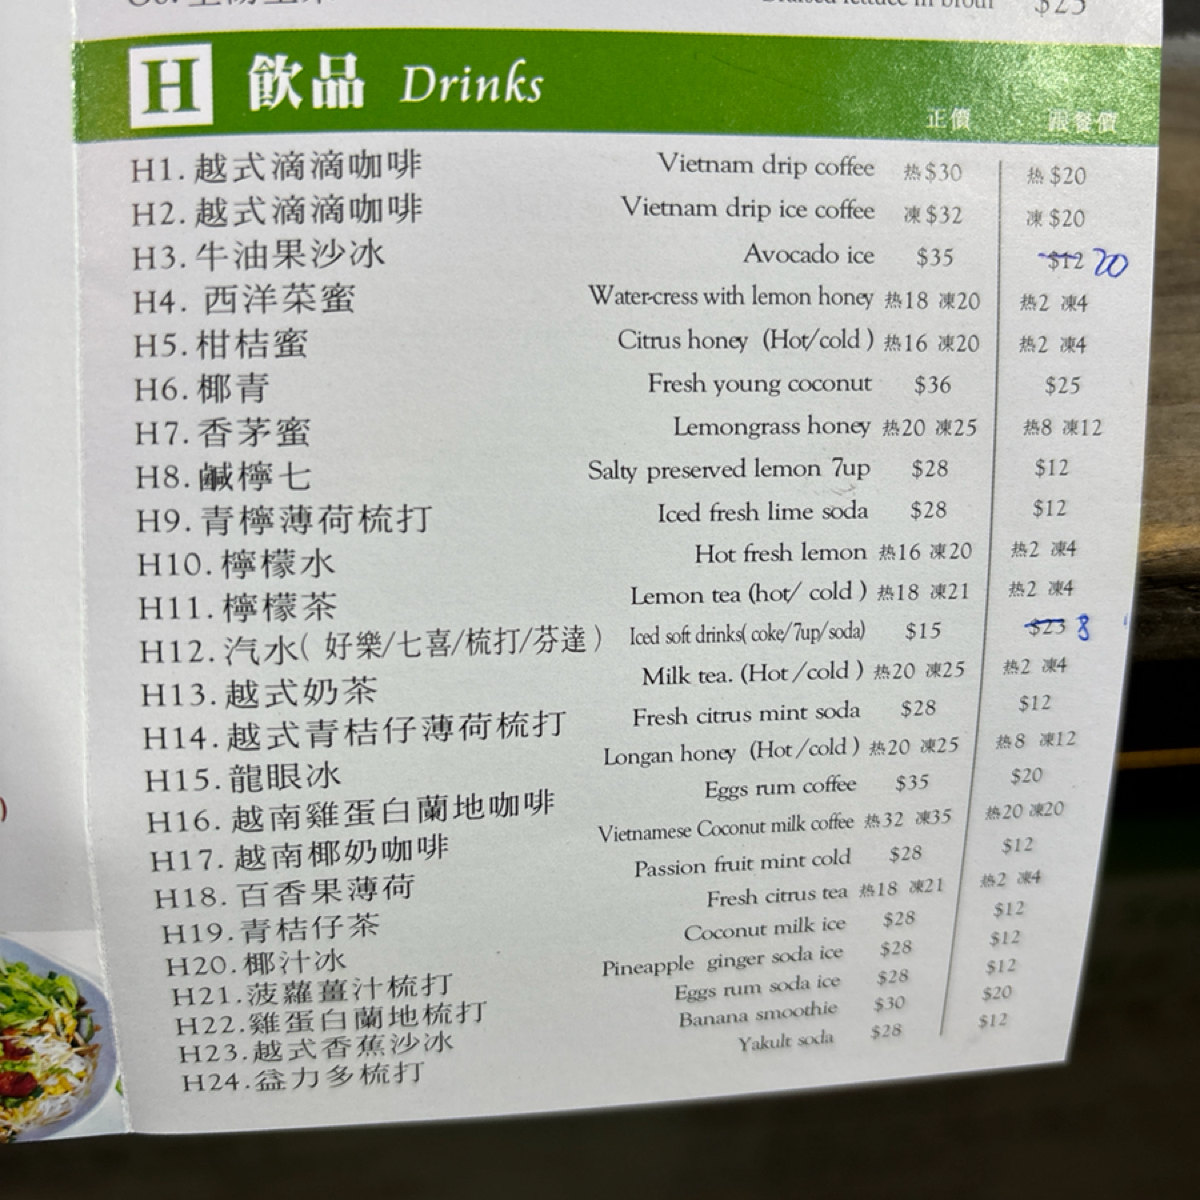 $25
H 飲品 Drinks 正價 跟餐價
H1.越式滴滴咖啡 Vietnam drip coffee 热$30 热$20
H2.越式滴滴咖啡 Vietnam drip ice coffee 凍$32 凍$20
H3.牛油果沙冰 Avocado ice $35 $12 20
H4. 西洋菜蜜 Water-cress with lemon honey 热18 凍20 热2 凍4
H5.柑桔蜜 Citrus honey (Hot/cold ) 热16 凍20 热2 凍4
H6.椰青 Fresh young coconut $36 $25
H7.香茅蜜 Lemongrass honey 热20 凍25 热8 凍12
H8.鹹檸七 Salty preserved lemon 7up $28 $12
H9.青檸薄荷梳打 Iced fresh lime soda $28 $12
H10.檸檬水 Hot fresh lemon 热16 凍20 热2 凍4
H11.檸檬茶 Lemon tea (hot/ cold ) 热18 凍21 热2 凍4
H12.汽水( 好樂/七喜/梳打/芬達 ) Iced soft drinks( coke/7up/soda) $15 $23 8
H13.越式奶茶 Milk tea. (Hot /cold ) 热20 凍25 热2 凍4
H14.越式青桔仔薄荷梳打 Fresh citrus mint soda $28 $12
H15.龍眼冰 Longan honey (Hot /cold ) 热20 凍25 热8 凍12
H16.越南雞蛋白蘭地咖啡 Eggs rum coffee $35 $20
H17.越南椰奶咖啡 Vietnamese Coconut milk coffee 热32 凍35 热20 凍20
H18.百香果薄荷 Passion fruit mint cold $28 $12
H19.青桔仔茶 Fresh citrus tea 热18 凍21 热2 凍4
H20.椰汁冰 Coconut milk ice $28 $12
H21.菠蘿薑汁梳打 Pineapple ginger soda ice $28 $12
H22.雞蛋白蘭地梳打 Eggs rum soda ice $28 $12
H23.越式香蕉沙冰 Banana smoothie $30 $20
H24.益力多梳打 Yakult soda $28 $12